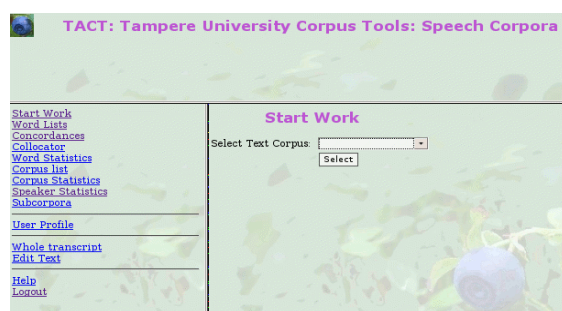 TACT: Tampere University Corpus Tools: Speech Corpora
Start Work
Word Lists
Concordances
Collocator
Word Statistics
Corpus list
Corpus Statistics
Speaker Statistics
Subcorpora
User Profile
Whole transcript
Edit Text
Help
Logout
Start Work
Select Text Corpus:
Select